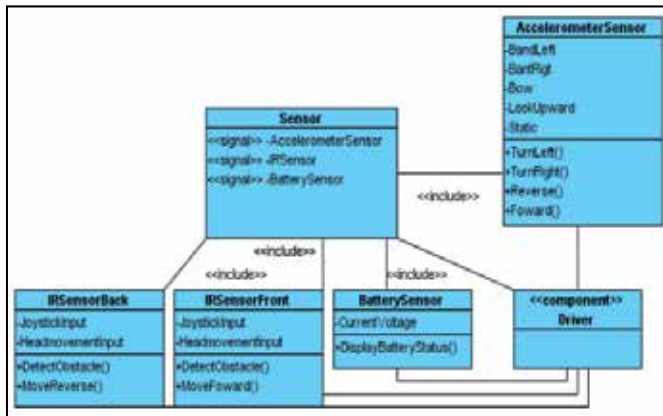 AccelerometerSensor
-BandLeft
-BantRigt
-Bow
-LookUpward
-Static
+TurnLeft()
+TurnRight()
+Reverse()
+Foward()
Sensor
<<signal>> -AccelerometerSensor
<<signal>> -IRSensor
<<signal>> -BatterySensor
<<include>>
<<include>>
<<include>>
<<include>>
IRSensorBack
-JoystickInput
-HeadmovementInput
+DetectObstacle()
+MoveReverse()
IRSensorFront
-JoystickInput
-HeadmovementInput
+DetectObstacle()
+MoveFoward()
BatterySensor
-CurrentVoltage
+DisplayBatteryStatus()
<<component>>
Driver